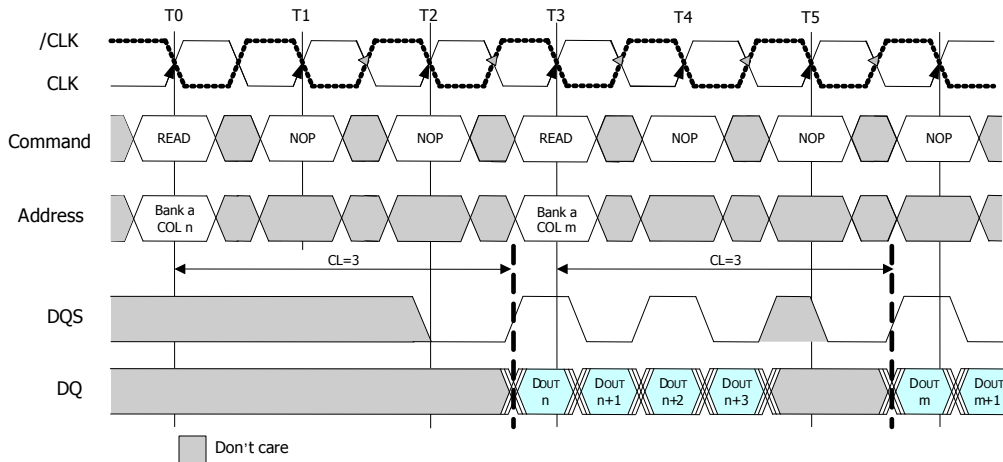 T0 T1 T2 T3 T4 T5
/CLK
CLK
Command READ NOP NOP READ NOP NOP NOP
Address
Bank a
COL n
Bank a
COL m
CL=3 CL=3
DQS
DQ
DOUT
n
DOUT
n+1
DOUT
n+2
DOUT
n+3
DOUT
m
DOUT
m+1
Don't care